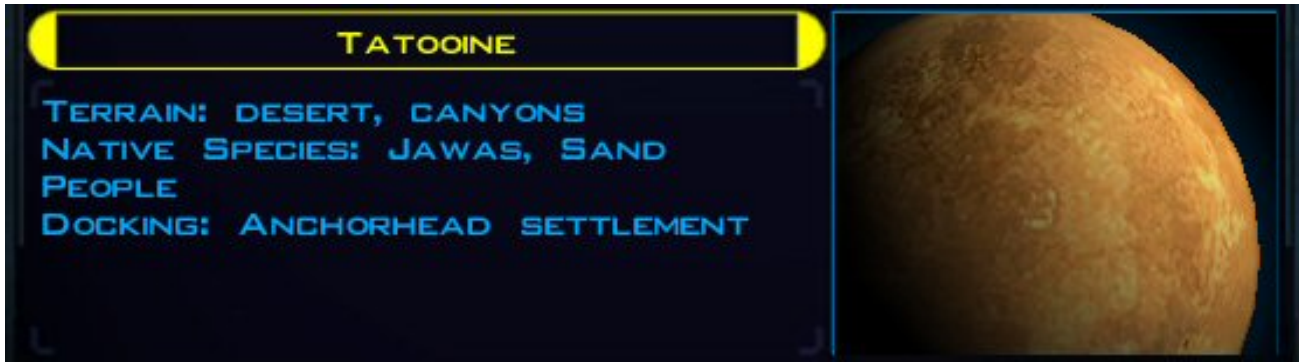 Tatooine
Terrain: desert, canyons
Native Species: Jawas, Sand
People
Docking: Anchorhead settlement